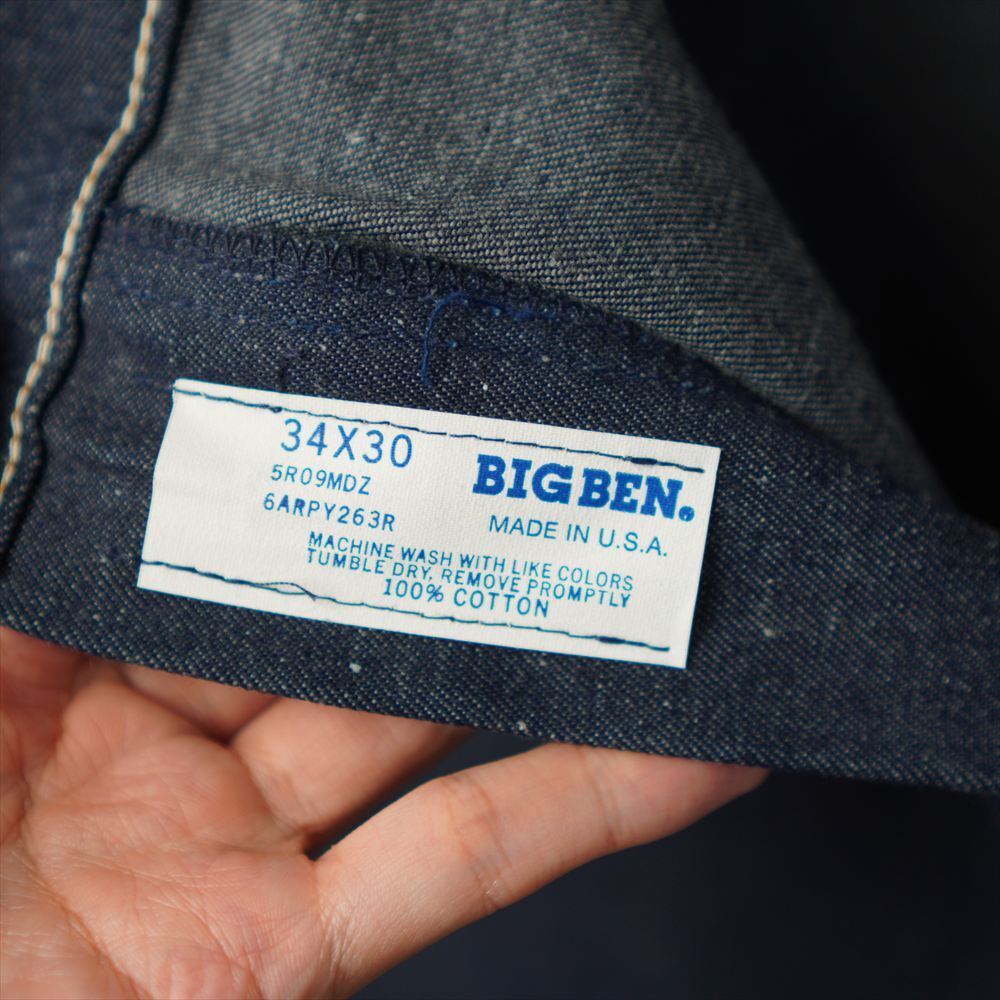 34X30
5R09MDZ
6ARPY263R
BIG BEN.
MADE IN U.S.A.
MACHINE WASH WITH LIKE COLORS
TUMBLE DRY, REMOVE PROMPTLY
100% COTTON